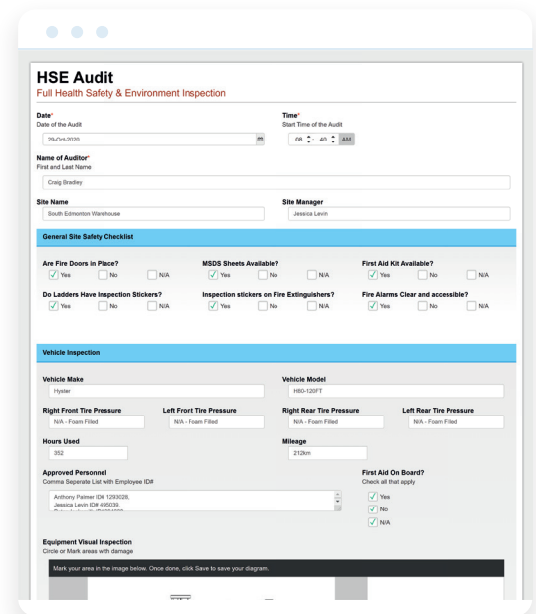 HSE Audit
Full Health Safety & Environment Inspection
Date* Time*
Date of the Audit Start Time of the Audit
29-Oct-2020 08 : 40 AM
Name of Auditor*
First and Last Name
Craig Bradley
Site Name Site Manager
South Edmonton Warehouse Jessica Levin
General Site Safety Checklist
Are Fire Doors in Place? MSDS Sheets Available? First Aid Kit Available?
Yes No N/A Yes No N/A Yes No N/A
Do Ladders Have Inspection Stickers? Inspection stickers on Fire Extinguishers? Fire Alarms Clear and accessible?
Yes No N/A Yes No N/A Yes No N/A
Vehicle Inspection
Vehicle Make Vehicle Model
Hyster H60-120FT
Right Front Tire Pressure Left Front Tire Pressure Right Rear Tire Pressure Left Rear Tire Pressure
N/A - Foam Filled N/A - Foam Filled N/A - Foam Filled N/A - Foam Filled
Hours Used Mileage
352 212km
Approved Personnel First Aid On Board?
Comma Seperate List with Employee ID# Check all that apply
Anthony Palmer ID# 1293028, Yes
Jessica Levin ID# 495039, No
N/A
Equipment Visual Inspection
Circle or Mark areas with damage
Mark your area in the image below. Once done, click Save to save your diagram.